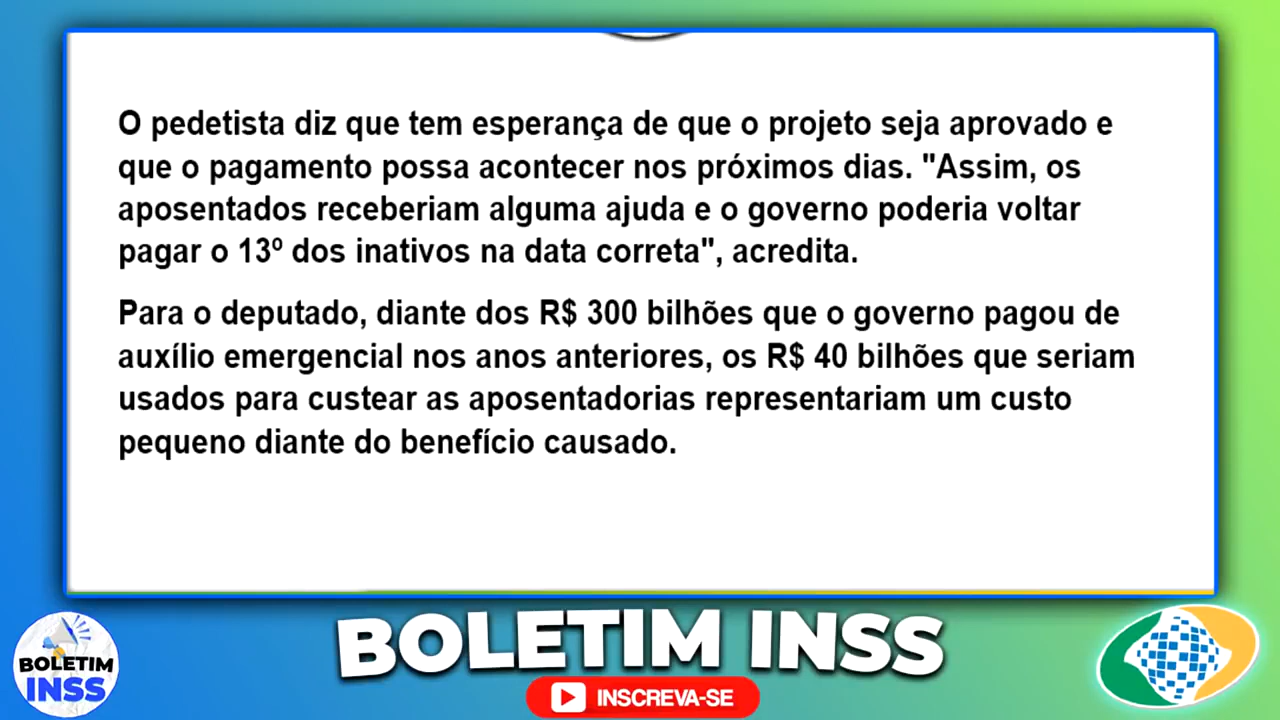 O pedetista diz que tem esperança de que o projeto seja aprovado e
que o pagamento possa acontecer nos próximos dias. "Assim, os
aposentados receberiam alguma ajuda e o governo poderia voltar
pagar o 13º dos inativos na data correta", acredita.
Para o deputado, diante dos R$ 300 bilhões que o governo pagou de
auxílio emergencial nos anos anteriores, os R$ 40 bilhões que seriam
usados para custear as aposentadorias representariam um custo
pequeno diante do benefício causado.
BOLETIM
INSS
BOLETIM INSS
INSCREVA-SE